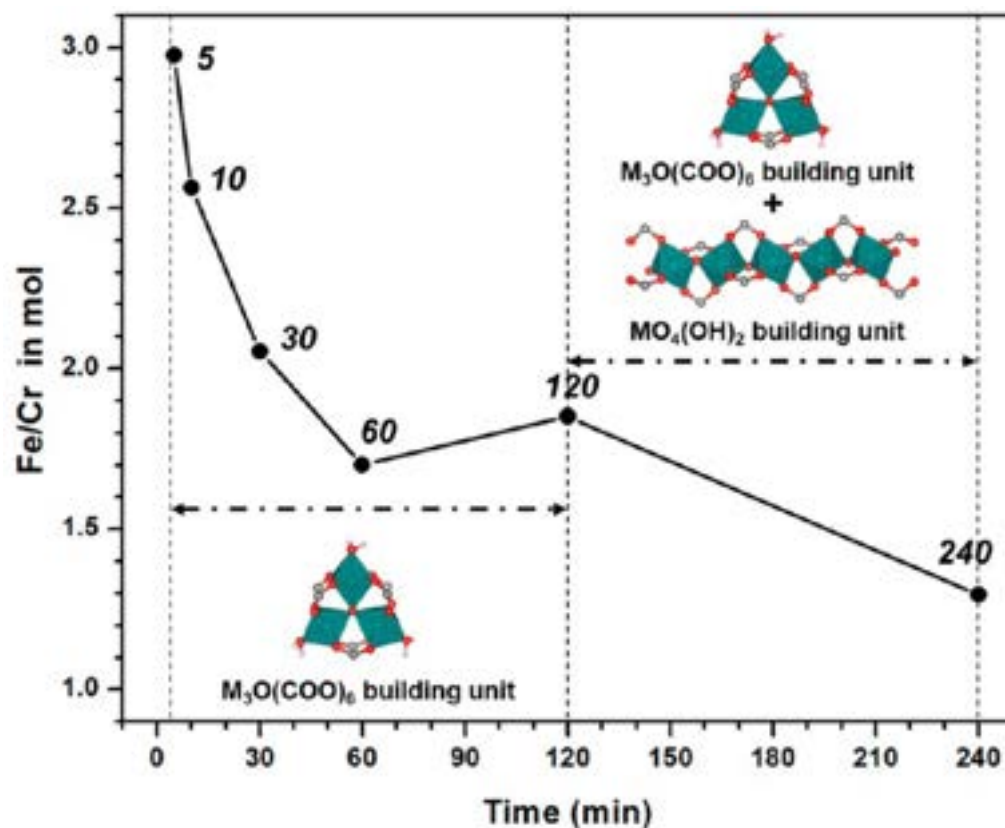 3.0
2.5
2.0
1.5
1.0
Fe/Cr in mol
5
10
30
60
120
240
M₃O(COO)₆ building unit
+
MO₄(OH)₂ building unit
M₃O(COO)₆ building unit
0 30 60 90 120 150 180 210 240
Time (min)